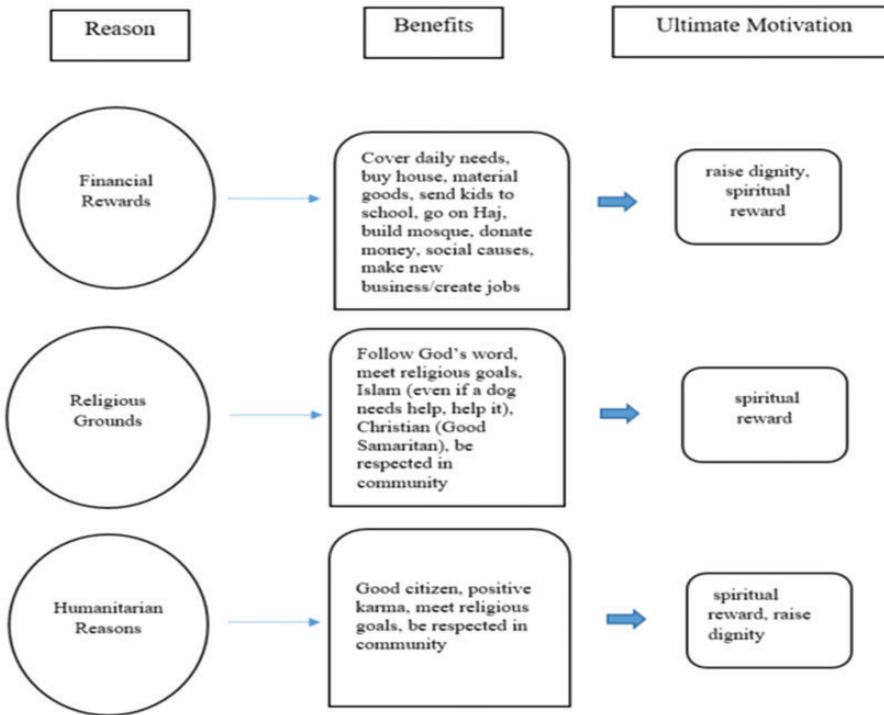 Reason
Benefits
Ultimate Motivation
Financial
Rewards
Cover daily needs,
buy house, material
goods, send kids to
school, go on Haj,
build mosque, donate
money, social causes,
make new
business/create jobs
raise dignity,
spiritual
reward
Religious
Grounds
Follow God's word,
meet religious goals,
Islam (even if a dog
needs help, help it),
Christian (Good
Samaritan), be
respected in
community
spiritual
reward
Humanitarian
Reasons
Good citizen, positive
karma, meet religious
goals, be respected in
community
spiritual
reward, raise
dignity